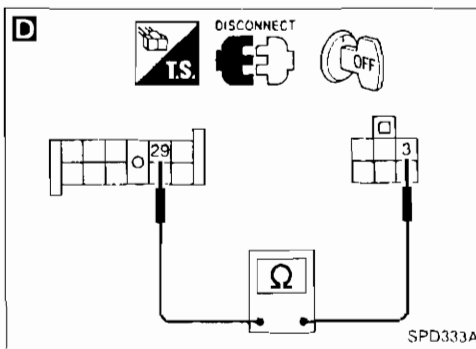 D
DISCONNECT
T.S.
OFF
29
3
Ω
SPD333A